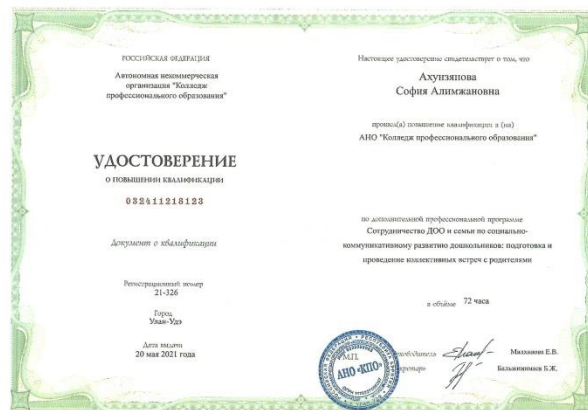 РОССИЙСКАЯ ФЕДЕРАЦИЯ
Автономная некоммерческая
организация "Колледж
профессионального образования"
УДОСТОВЕРЕНИЕ
О ПОВЫШЕНИИ КВАЛИФИКАЦИИ
032411218123
Документ о квалификации
Регистрационный номер
21-326
Город
Улан-Удэ
Дата выдачи
20 мая 2021 года
Настоящее удостоверение свидетельствует о том, что
Ахунзянова
София Алимжановна
прошел(а) повышение квалификации в (на)
АНО "Колледж профессионального образования"
по дополнительной профессиональной программе
Сотрудничество ДОО и семьи по социально-
коммуникативному развитию дошкольников: подготовка и
проведение коллективных встреч с родителями
в объёме 72 часа
М.П.
АНО «КПО»
Е.В.
Б.Ж.